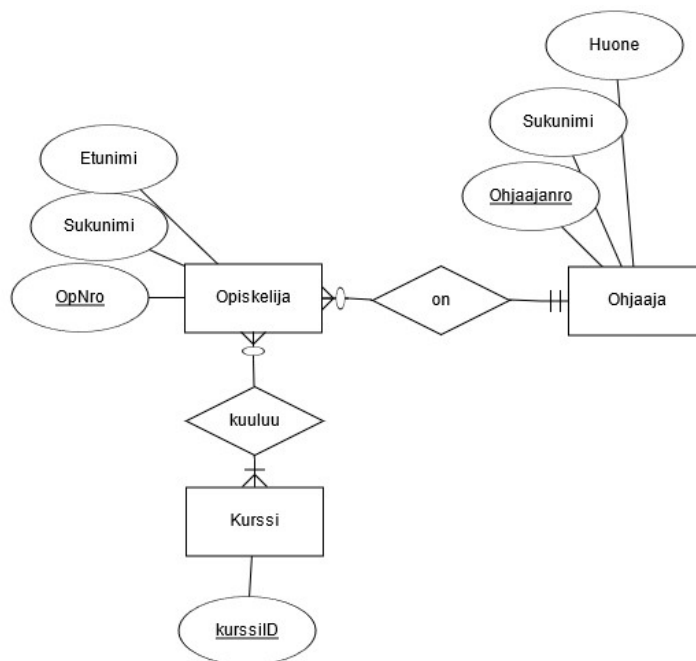 Huone
Sukunimi
Ohjaajanro
Etunimi
Sukunimi
OpNro
Opiskelija
on
Ohjaaja
kuuluu
Kurssi
kurssiID